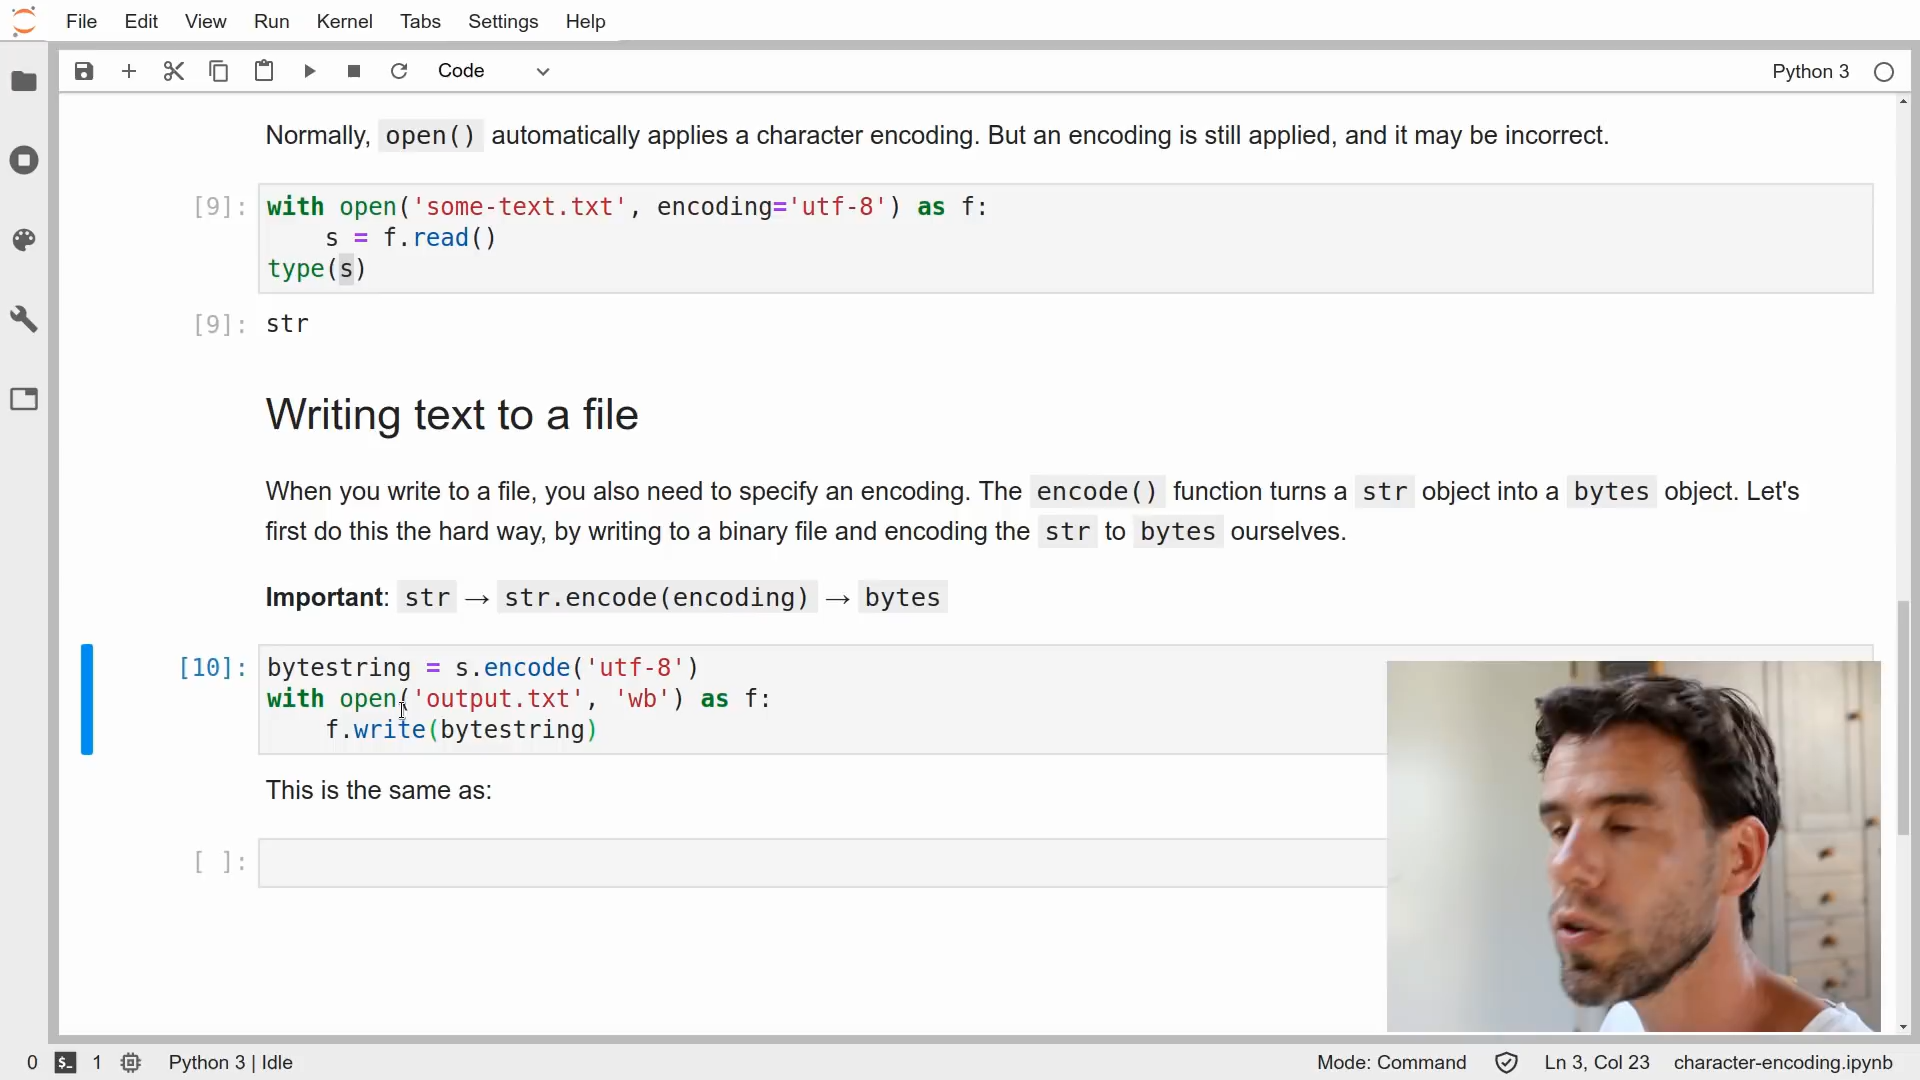 File Edit View Run Kernel Tabs Settings Help
Code
Python 3
Normally, open() automatically applies a character encoding. But an encoding is still applied, and it may be incorrect.
[9]: with open('some-text.txt', encoding='utf-8') as f:
s = f.read()
type(s)
[9]: str
Writing text to a file
When you write to a file, you also need to specify an encoding. The encode() function turns a str object into a bytes object. Let's
first do this the hard way, by writing to a binary file and encoding the str to bytes ourselves.
Important: str → str.encode(encoding) → bytes
[10]: bytestring = s.encode('utf-8')
with open('output.txt', 'wb') as f:
f.write(bytestring)
This is the same as:
[ ]:
0 $_ 1 Python 3 | Idle Mode: Command Ln 3, Col 23 character-encoding.ipynb